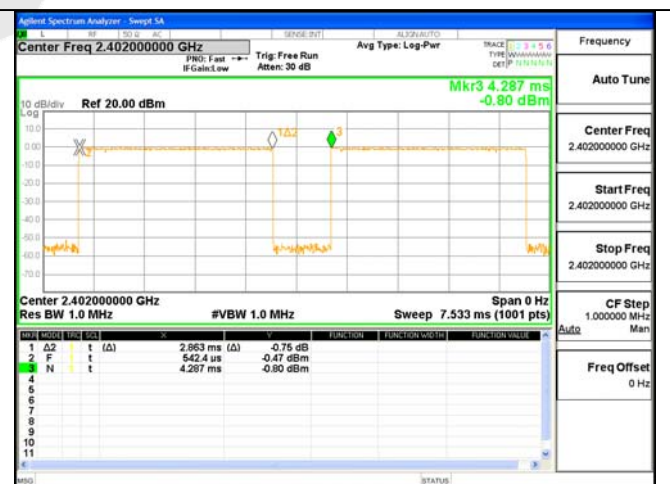 Agilent Spectrum Analyzer - Swept SA
L RF 50 Ω AC SENSE:INT ALIGN AUTO
Center Freq 2.402000000 GHz
PNO: Fast
IFGain:Low
Trig: Free Run
Atten: 30 dB
Avg Type: Log-Pwr
TRACE 1 2 3 4 5 6
TYPE
DET P N N N N N
Mkr3 4.287 ms
-0.80 dBm
10 dB/div Ref 20.00 dBm
Log
10.0
0.00
-10.0
-20.0
-30.0
-40.0
-50.0
-60.0
-70.0
X2
1Δ2
3
Center 2.402000000 GHz
Span 0 Hz
Res BW 1.0 MHz #VBW 1.0 MHz Sweep 7.533 ms (1001 pts)
MKR MODE TRC SCL X Y FUNCTION FUNCTION WIDTH FUNCTION VALUE
1 Δ2 t (Δ) 2.863 ms (Δ) -0.75 dB
2 F t 542.4 µs -0.47 dBm
3 N t 4.287 ms -0.80 dBm
4
5
6
7
8
9
10
11
MSG STATUS
Frequency
Auto Tune
Center Freq
2.402000000 GHz
Start Freq
2.402000000 GHz
Stop Freq
2.402000000 GHz
CF Step
1.000000 MHz
Auto Man
Freq Offset
0 Hz